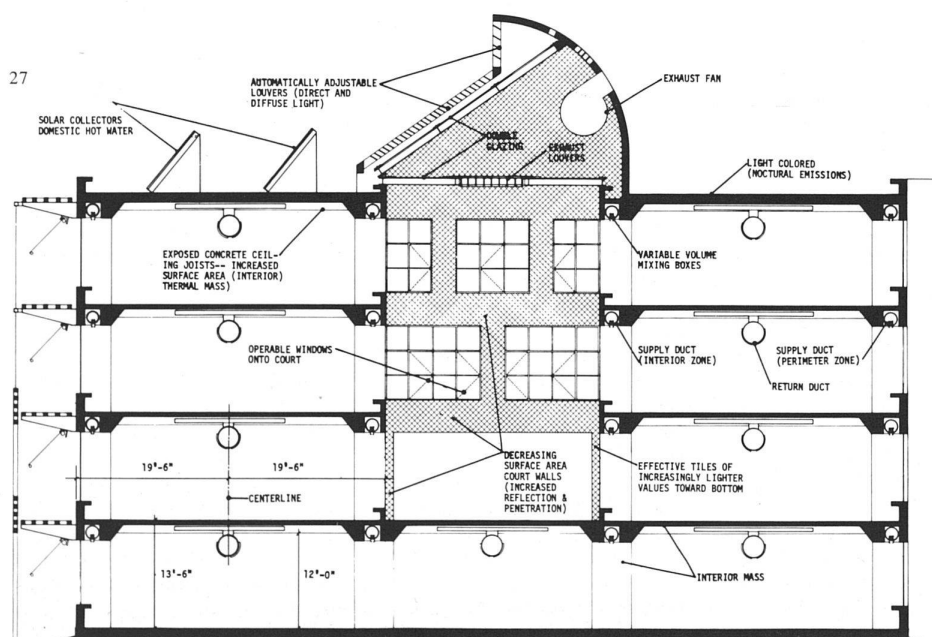 27
AUTOMATICALLY ADJUSTABLE
LOUVERS (DIRECT AND
DIFFUSE LIGHT)
EXHAUST FAN
SOLAR COLLECTORS
DOMESTIC HOT WATER
DOUBLE
GLAZING
EXHAUST
LOUVERS
LIGHT COLORED
(NOCTURAL EMISSIONS)
EXPOSED CONCRETE CEIL-
ING JOISTS-- INCREASED
SURFACE AREA (INTERIOR)
THERMAL MASS)
VARIABLE VOLUME
MIXING BOXES
OPERABLE WINDOWS
ONTO COURT
SUPPLY DUCT
(INTERIOR ZONE)
SUPPLY DUCT
(PERIMETER ZONE)
RETURN DUCT
19'-6"
19'-6"
CENTERLINE
DECREASING
SURFACE AREA
COURT WALLS
(INCREASED
REFLECTION &
PENETRATION)
EFFECTIVE TILES OF
INCREASINGLY LIGHTER
VALUES TOWARD BOTTOM
13'-6"
12'-0"
INTERIOR MASS